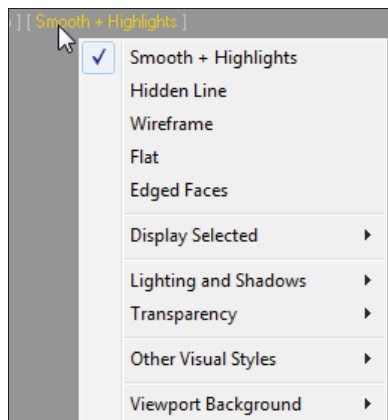 ] [ Smooth + Highlights ]
Smooth + Highlights
Hidden Line
Wireframe
Flat
Edged Faces
Display Selected
Lighting and Shadows
Transparency
Other Visual Styles
Viewport Background